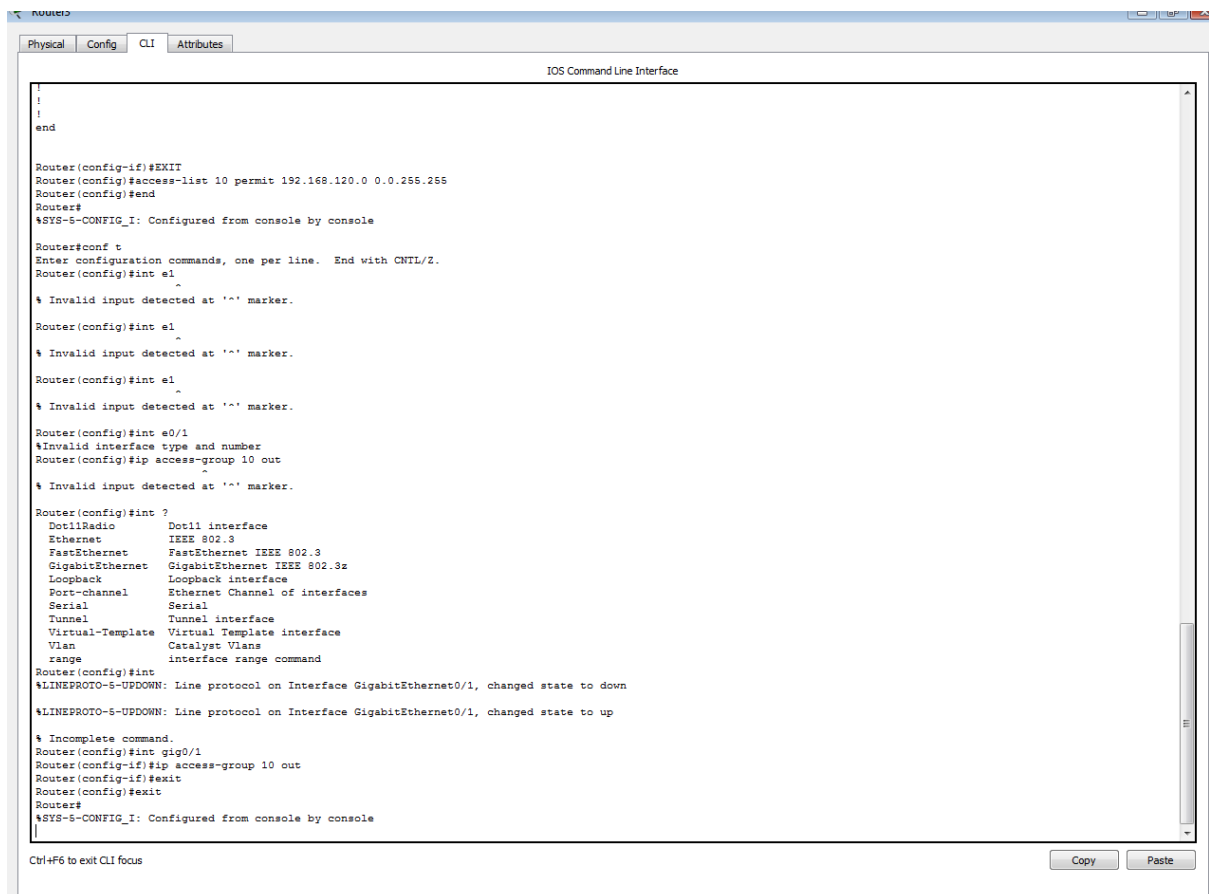 Router3
Physical Config CLI Attributes
IOS Command Line Interface
!
!
!
end
Router(config-if)#EXIT
Router(config)#access-list 10 permit 192.168.120.0 0.0.255.255
Router(config)#end
Router#
%SYS-5-CONFIG_I: Configured from console by console
Router#conf t
Enter configuration commands, one per line.  End with CNTL/Z.
Router(config)#int e1
^
% Invalid input detected at '^' marker.
Router(config)#int e1
^
% Invalid input detected at '^' marker.
Router(config)#int e1
^
% Invalid input detected at '^' marker.
Router(config)#int e0/1
%Invalid interface type and number
Router(config)#ip access-group 10 out
^
% Invalid input detected at '^' marker.
Router(config)#int ?
Dot11Radio Dot11 interface
Ethernet IEEE 802.3
FastEthernet FastEthernet IEEE 802.3
GigabitEthernet GigabitEthernet IEEE 802.3z
Loopback Loopback interface
Port-channel Ethernet Channel of interfaces
Serial Serial
Tunnel Tunnel interface
Virtual-Template Virtual Template interface
Vlan Catalyst Vlans
range interface range command
Router(config)#int
%LINEPROTO-5-UPDOWN: Line protocol on Interface GigabitEthernet0/1, changed state to down
%LINEPROTO-5-UPDOWN: Line protocol on Interface GigabitEthernet0/1, changed state to up
% Incomplete command.
Router(config)#int gig0/1
Router(config-if)#ip access-group 10 out
Router(config-if)#exit
Router(config)#exit
Router#
%SYS-5-CONFIG_I: Configured from console by console
Ctrl+F6 to exit CLI focus
Copy Paste